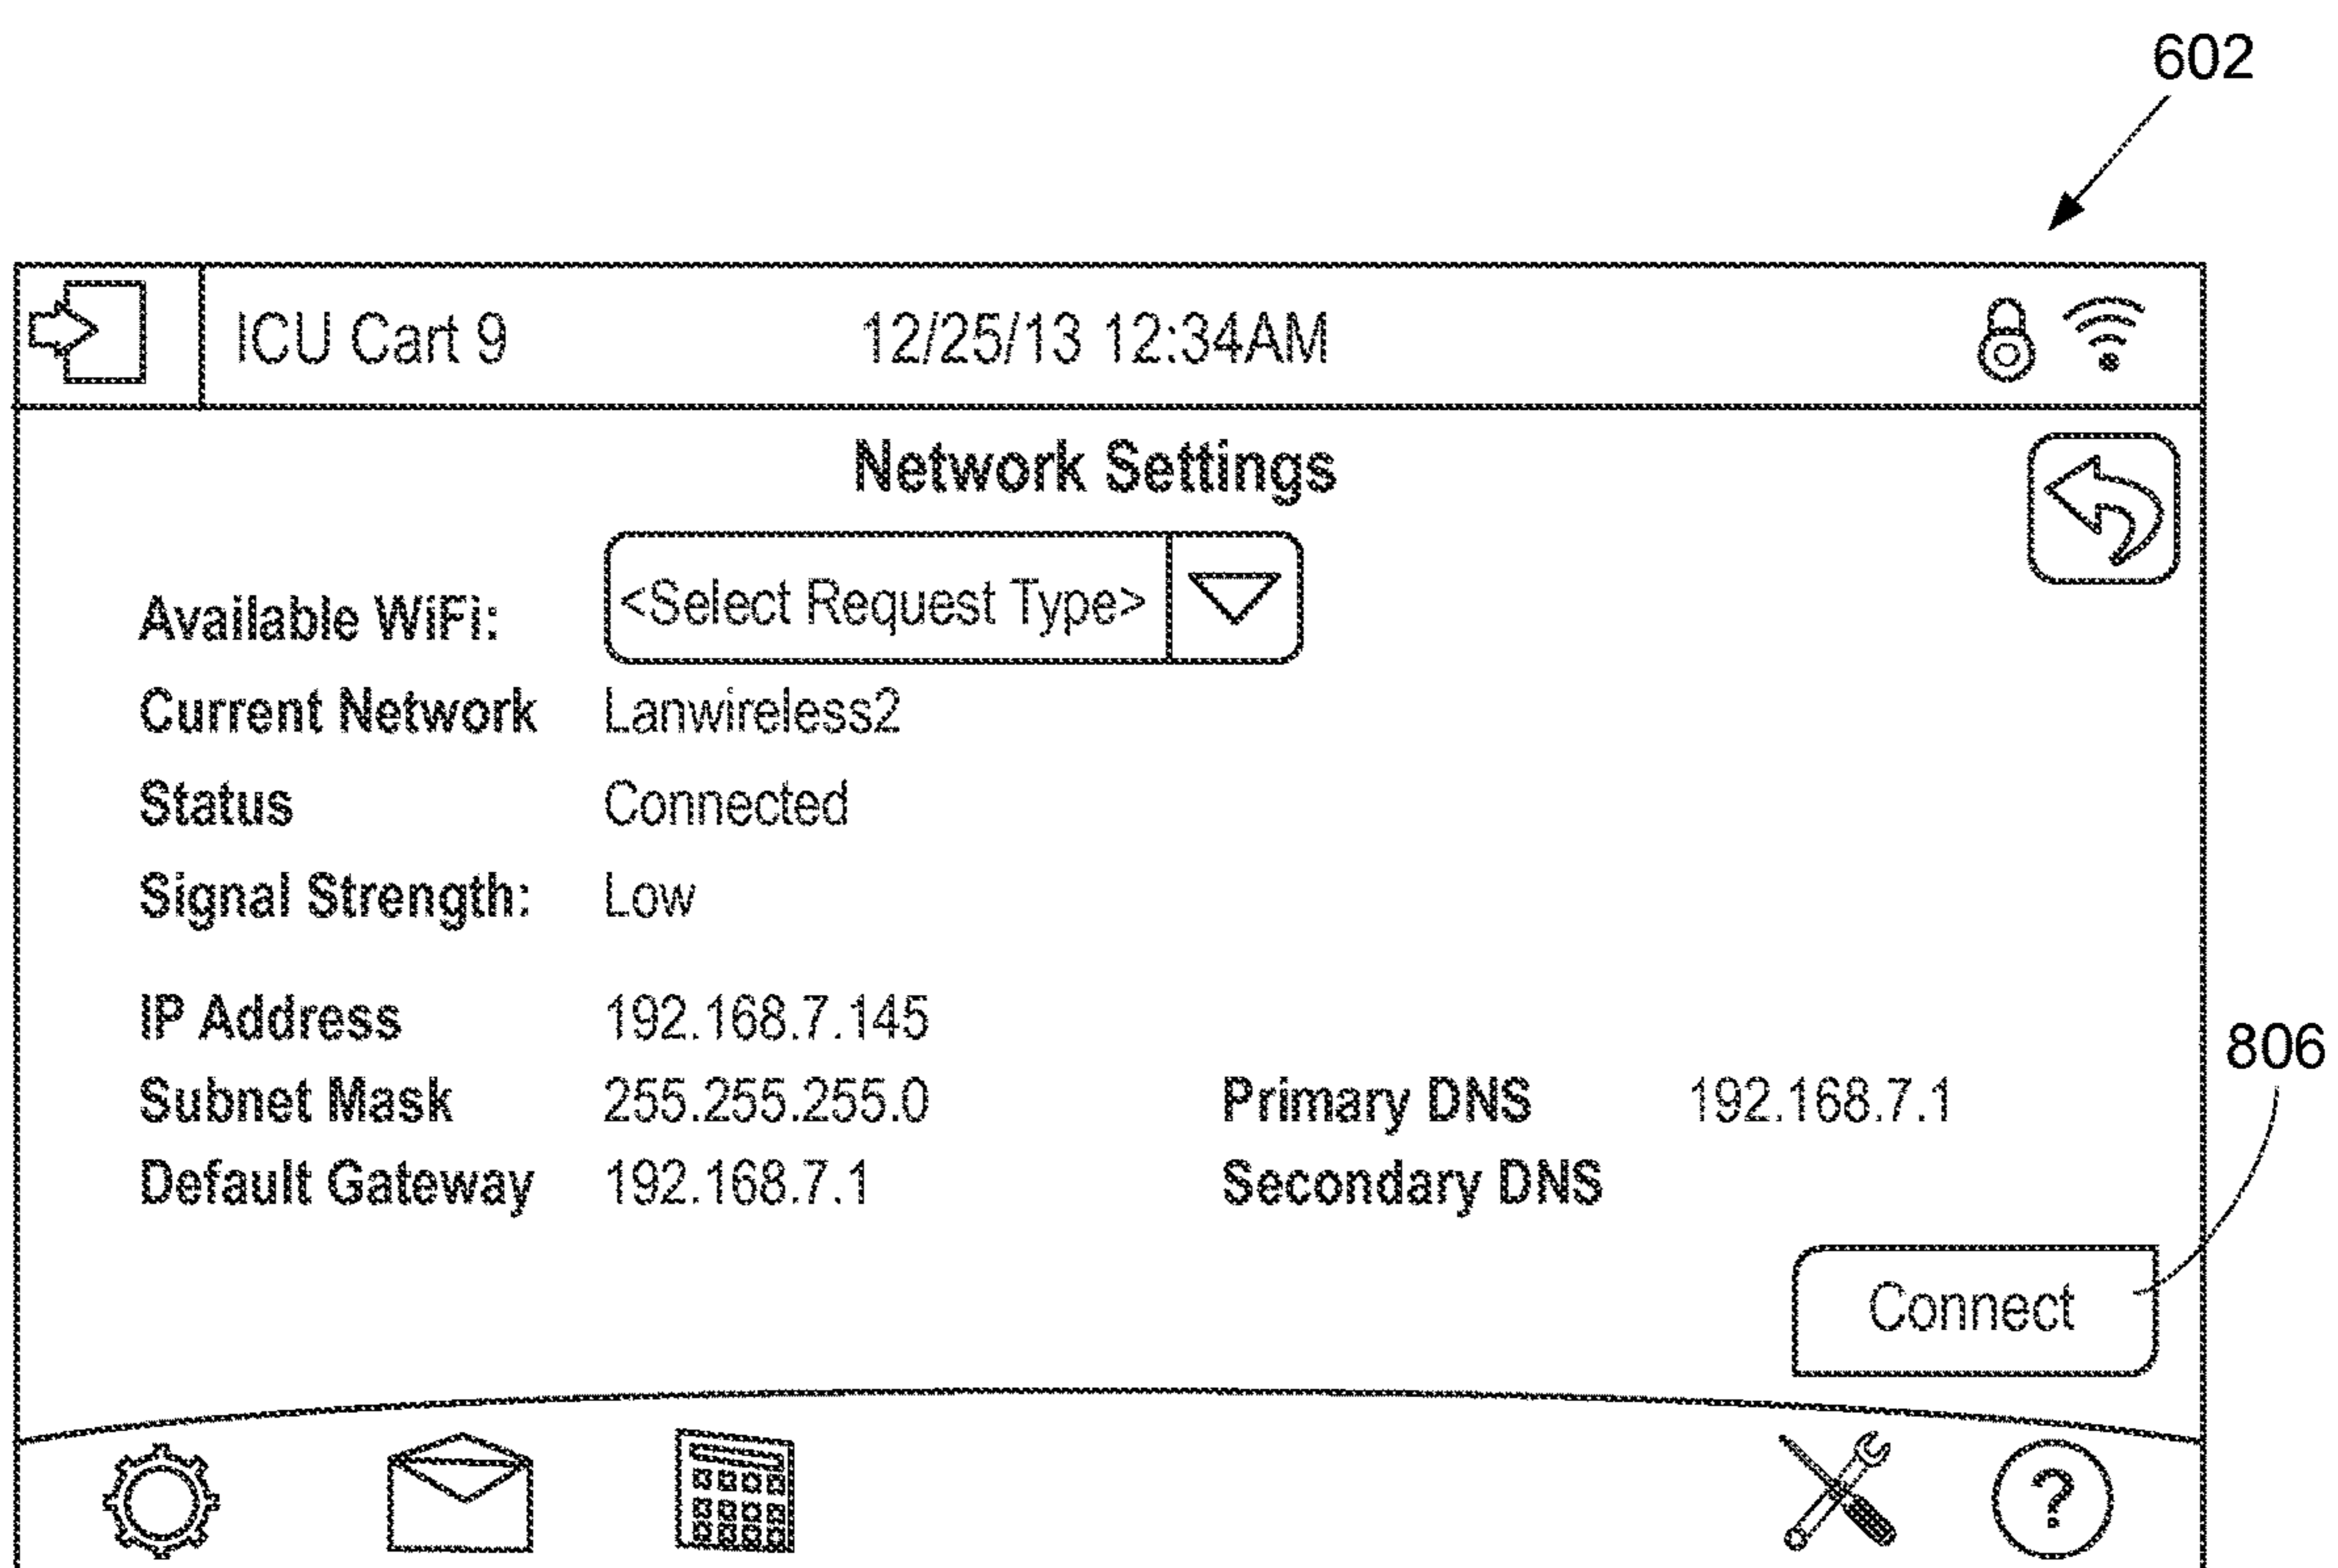 602
ICU Cart 9 12/25/13 12:34AM
Network Settings
Available WiFi: <Select Request Type>
Current Network Lanwireless2
Status Connected
Signal Strength: Low
IP Address 192.168.7.145
806
Subnet Mask 255.255.255.0 Primary DNS 192.168.7.1
Default Gateway 192.168.7.1 Secondary DNS
Connect
?